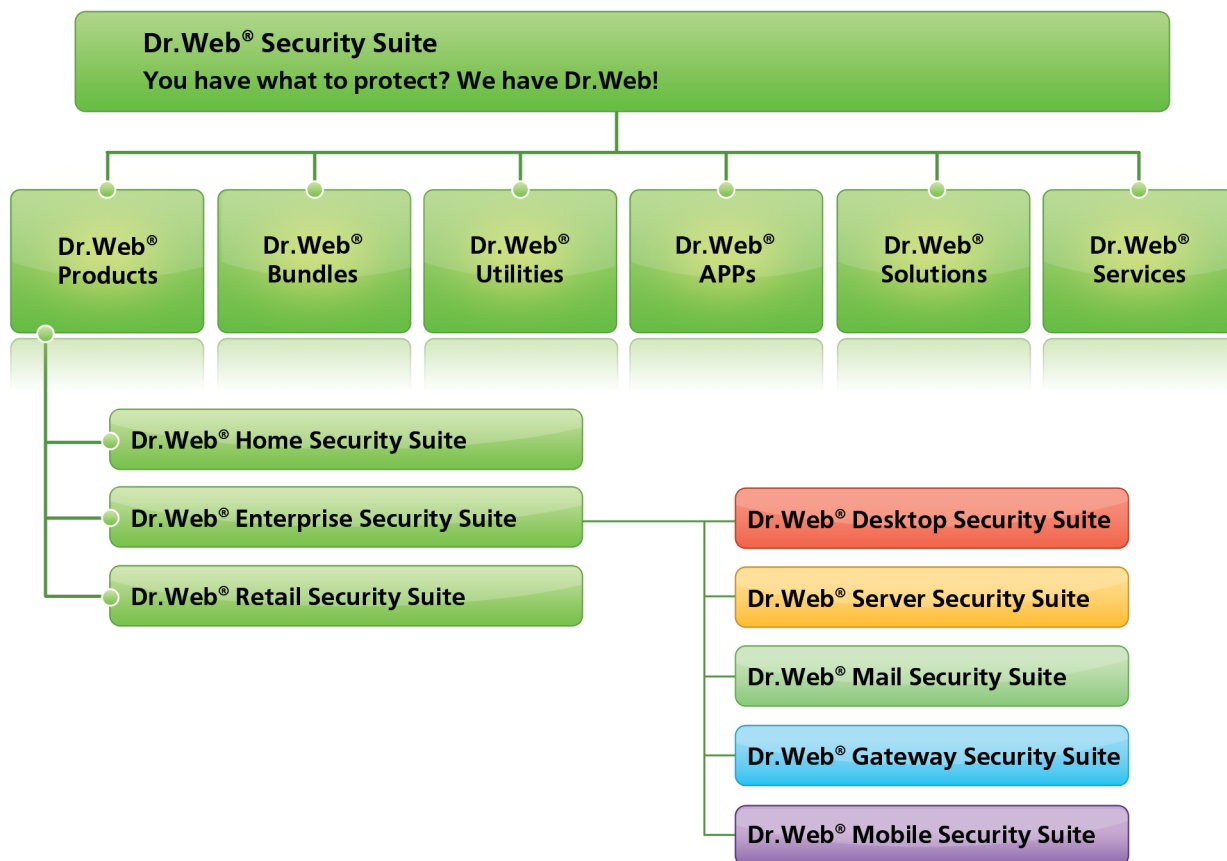 Dr.Web® Security Suite
You have what to protect? We have Dr.Web!
Dr.Web®
Products
Dr.Web®
Bundles
Dr.Web®
Utilities
Dr.Web®
APPs
Dr.Web®
Solutions
Dr.Web®
Services
Dr.Web® Home Security Suite
Dr.Web® Enterprise Security Suite
Dr.Web® Retail Security Suite
Dr.Web® Desktop Security Suite
Dr.Web® Server Security Suite
Dr.Web® Mail Security Suite
Dr.Web® Gateway Security Suite
Dr.Web® Mobile Security Suite